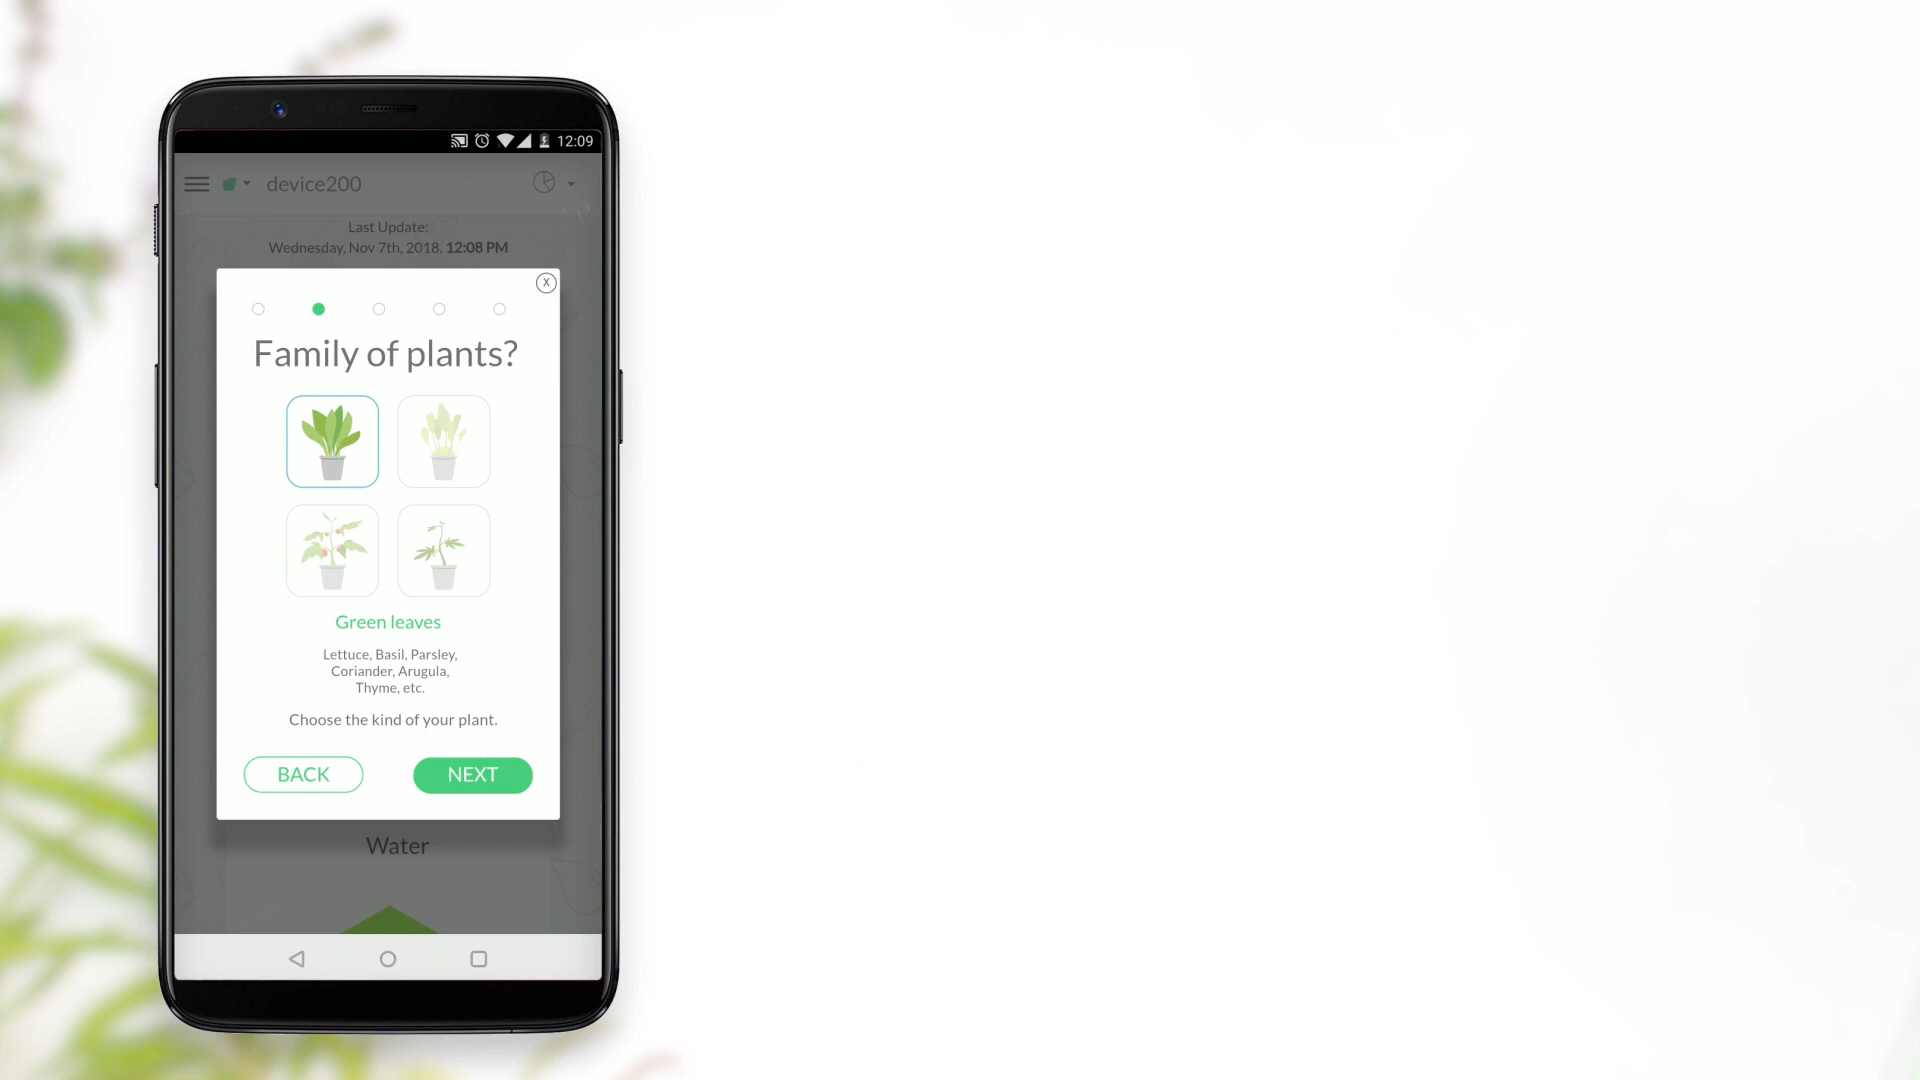 12:09
device200
Last Update:
Wednesday, Nov 7th, 2018, 12:08 PM
X
Family of plants?
Green leaves
Lettuce, Basil, Parsley,
Coriander, Arugula,
Thyme, etc.
Choose the kind of your plant.
BACK
NEXT
Water